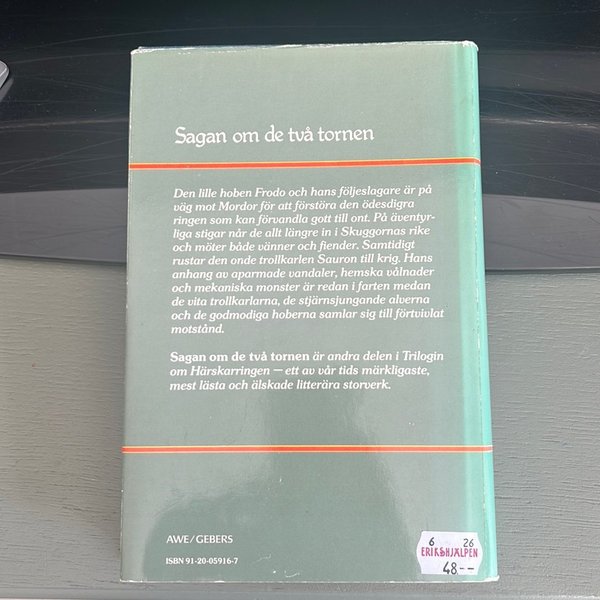 Sagan om de två tornen
Den lille hoben Frodo och hans följeslagare är på
väg mot Mordor för att förstöra den ödesdigra
ringen som kan förvandla gott till ont. På äventyr-
liga stigar når de allt längre in i Skuggornas rike
och möter både vänner och fiender. Samtidigt
rustar den onde trollkarlen Sauron till krig. Hans
anhang av aparmade vandaler, hemska vålnader
och mekaniska monster är redan i farten medan
de vita trollkarlarna, de stjärnsjungande alverna
och de godmodiga hoberna samlar sig till förtvivlat
motstånd.
Sagan om de två tornen är andra delen i Trilogin
om Härskarringen — ett av vår tids märkligaste,
mest lästa och älskade litterära storverk.
AWE/GEBERS
ISBN 91-20-05916-7
6 26
ERIKSHJÄLPEN
48.--